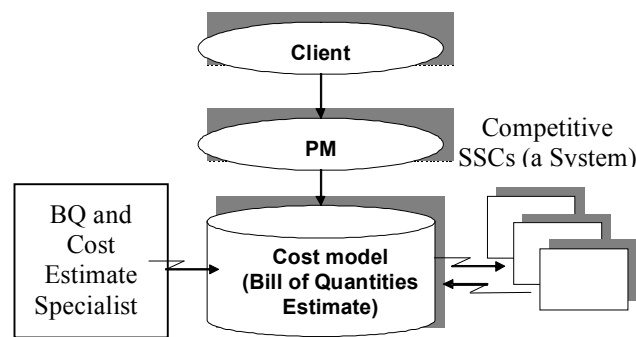 Client
PM
Competitive
SSCs (a System)
BQ and
Cost
Estimate
Specialist
Cost model
(Bill of Quantities
Estimate)